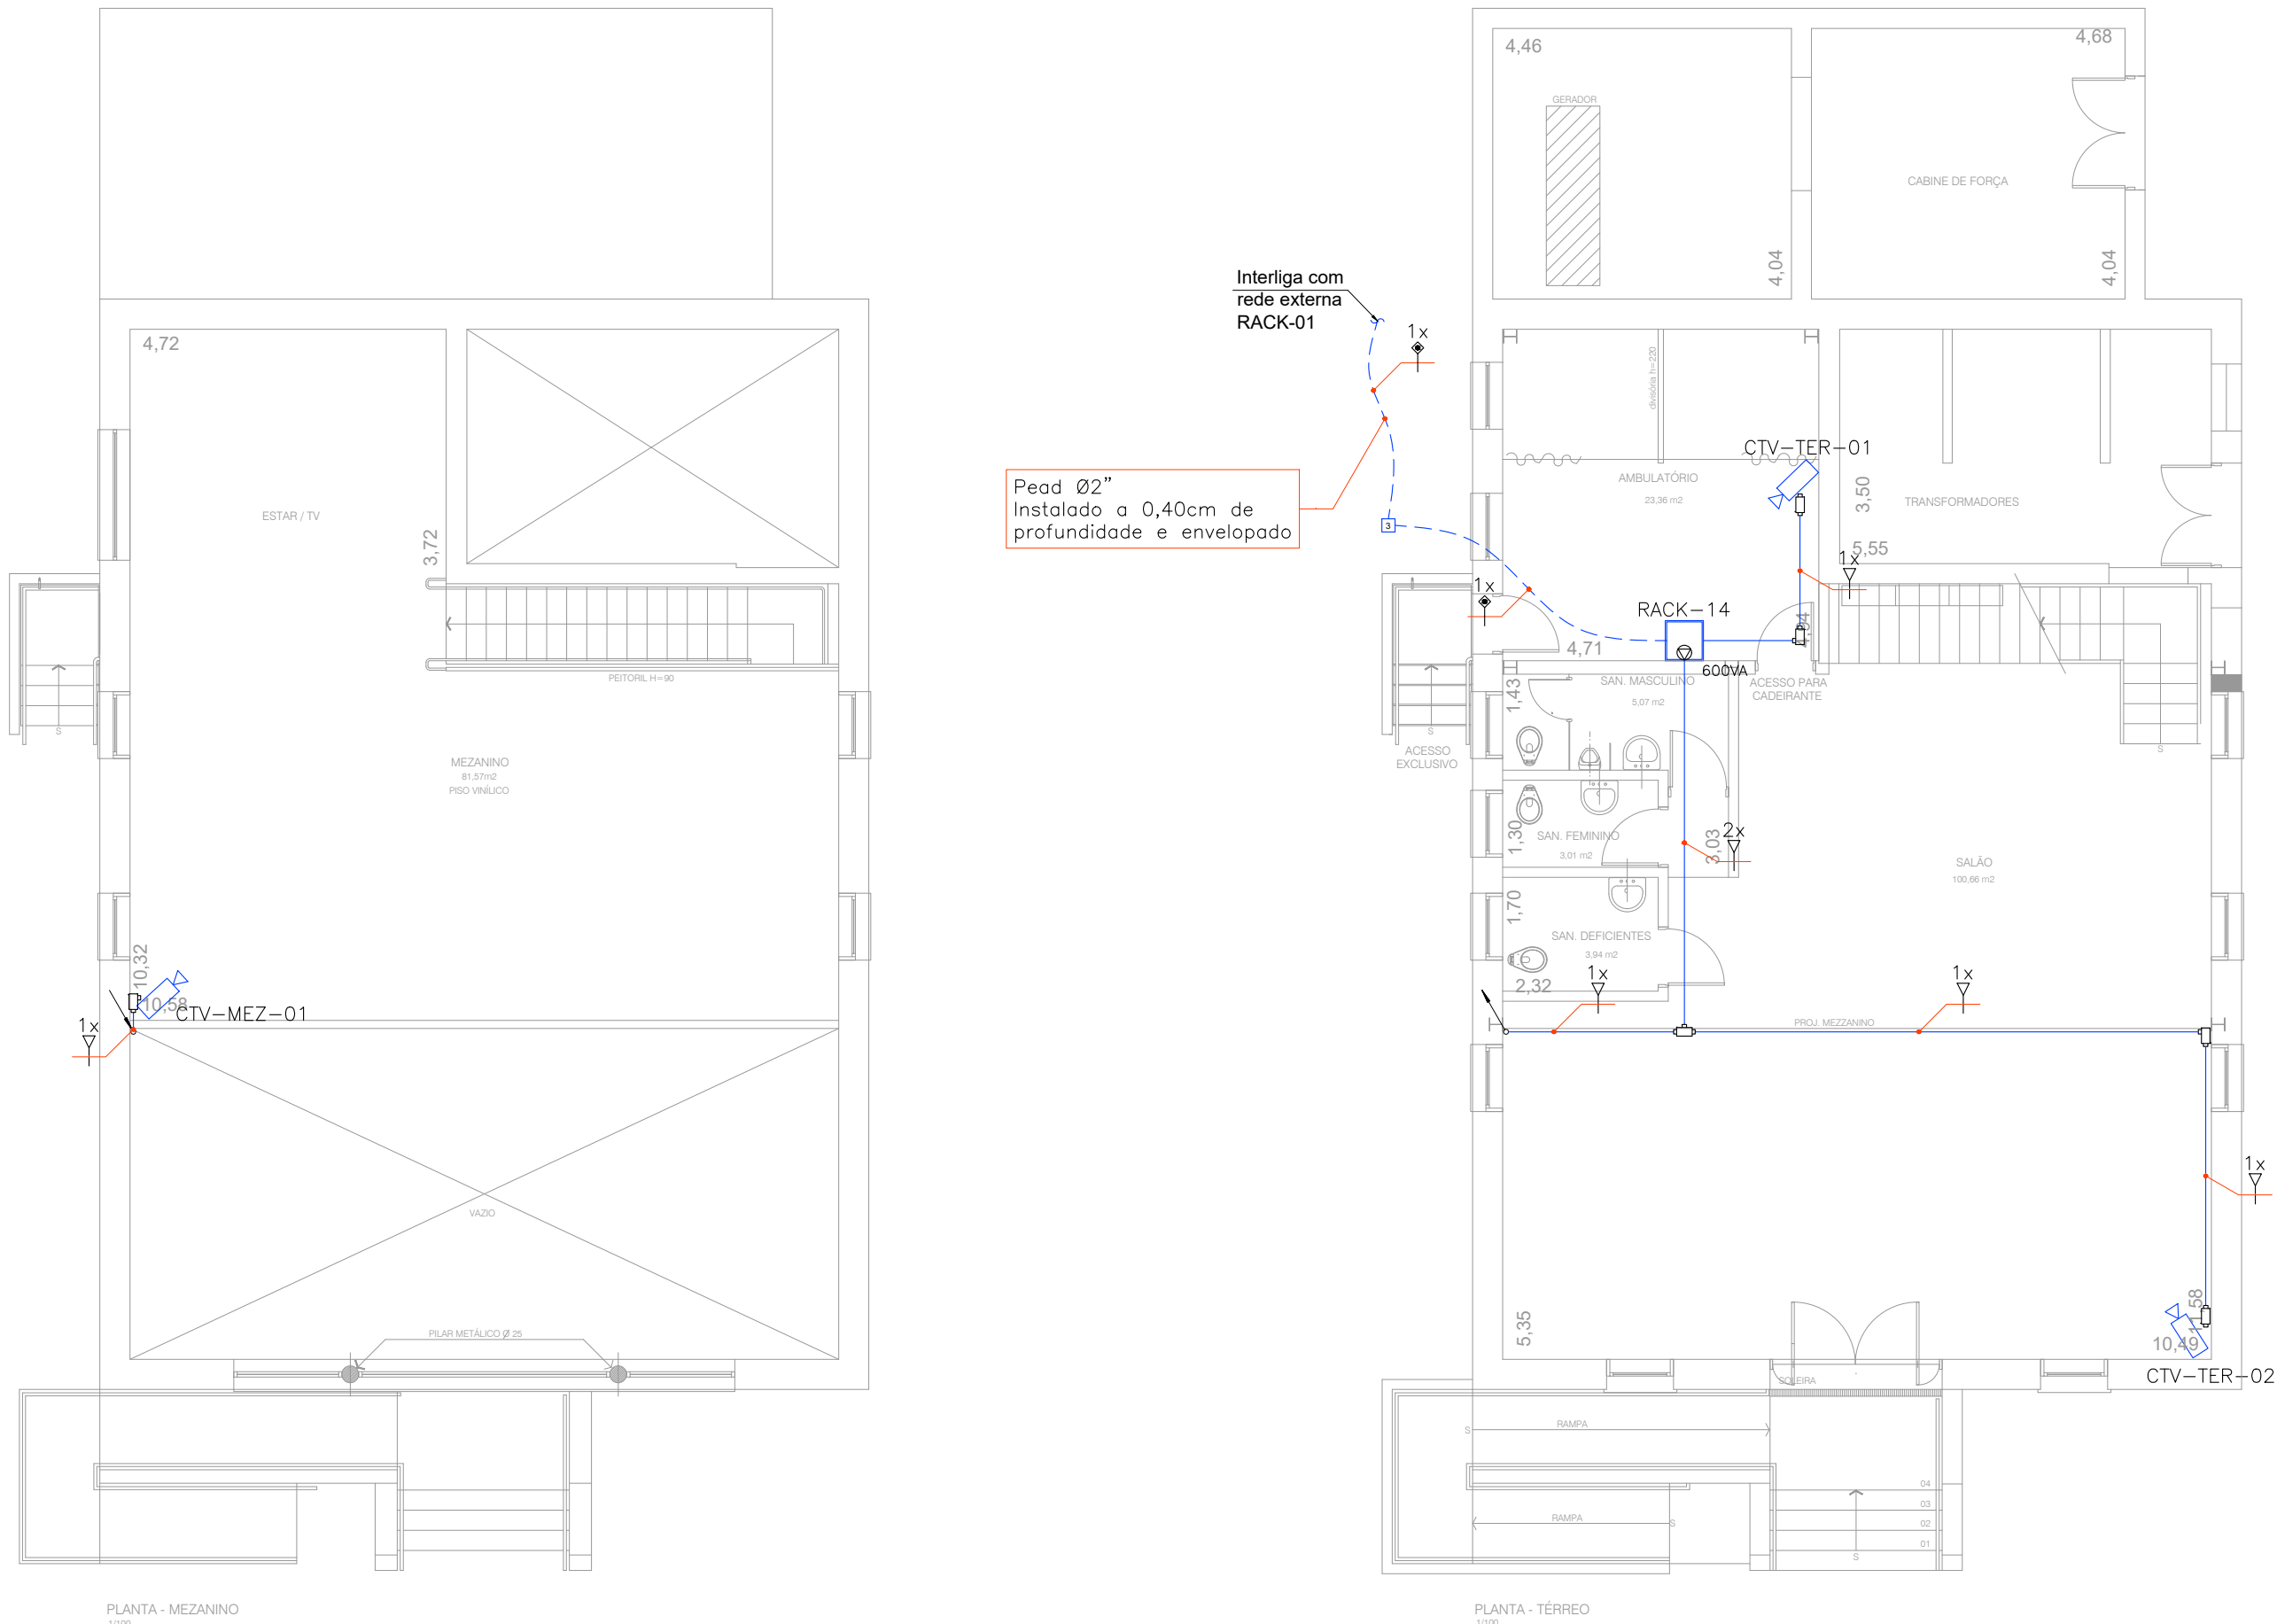 4,72
ESTAR / TV
3,72
PEITORIL H=90
S
MEZANINO
81,57m2
PISO VINÍLICO
10,32
10,58
CTV-MEZ-01
1x
VAZIO
PILAR METÁLICO Ø 25
PLANTA - MEZANINO
1/100
4,46
4,68
GERADOR
CABINE DE FORÇA
4,04
4,04
Interliga com
rede externa
RACK-01
1x
divisória h=220
CTV-TER-01
Pead Ø2”
Instalado a 0,40cm de
profundidade e envelopado
AMBULATÓRIO
23,36 m2
3,50
TRANSFORMADORES
3
5,55
1x
1x
RACK-14
4,71
600VA
SAN. MASCULINO
5,07 m2
1,43
ACESSO PARA
CADEIRANTE
S
ACESSO
EXCLUSIVO
S
1,30
SAN. FEMININO
3,01 m2
3,03
2x
SALÃO
100,66 m2
1,70
SAN. DEFICIENTES
3,94 m2
2,32
1x
1x
PROJ. MEZZANINO
1x
5,35
10,49
CTV-TER-02
SOLEIRA
RAMPA
S
04
03
02
01
RAMPA
S
S
PLANTA - TÉRREO
1/100